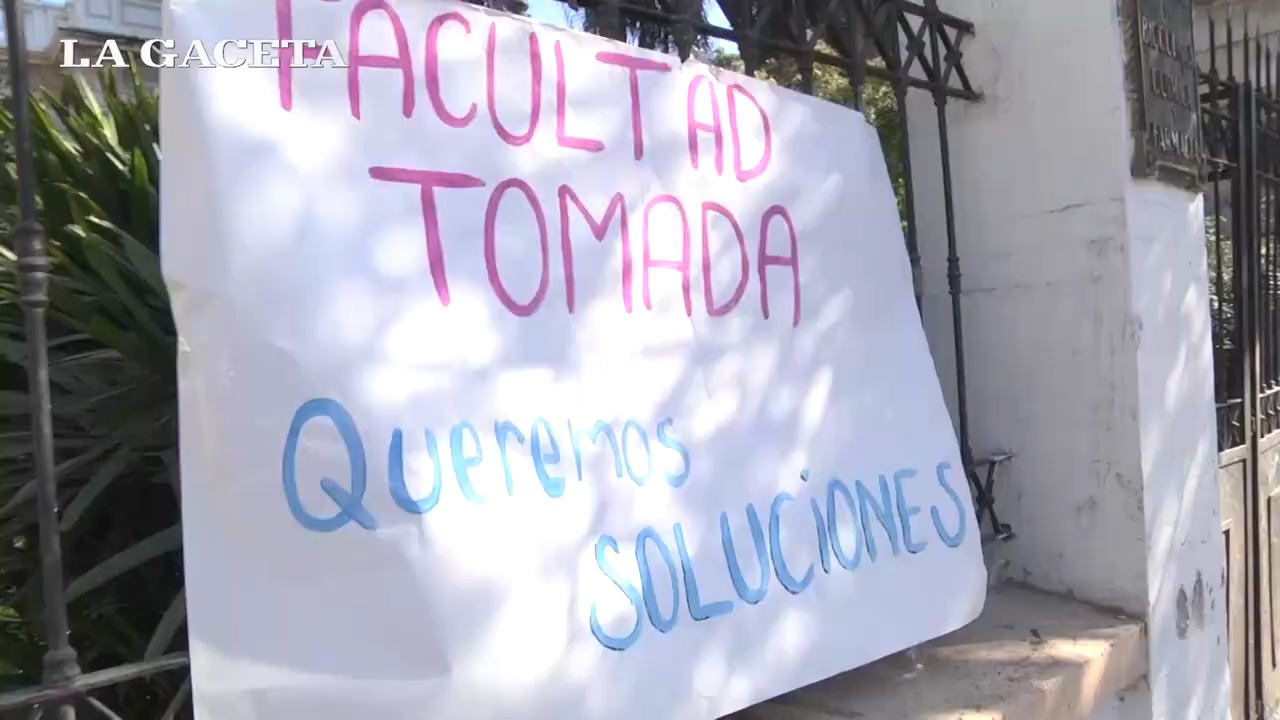 LA GACETA
FACULTAD
TOMADA
Queremos
SOLUCIONES